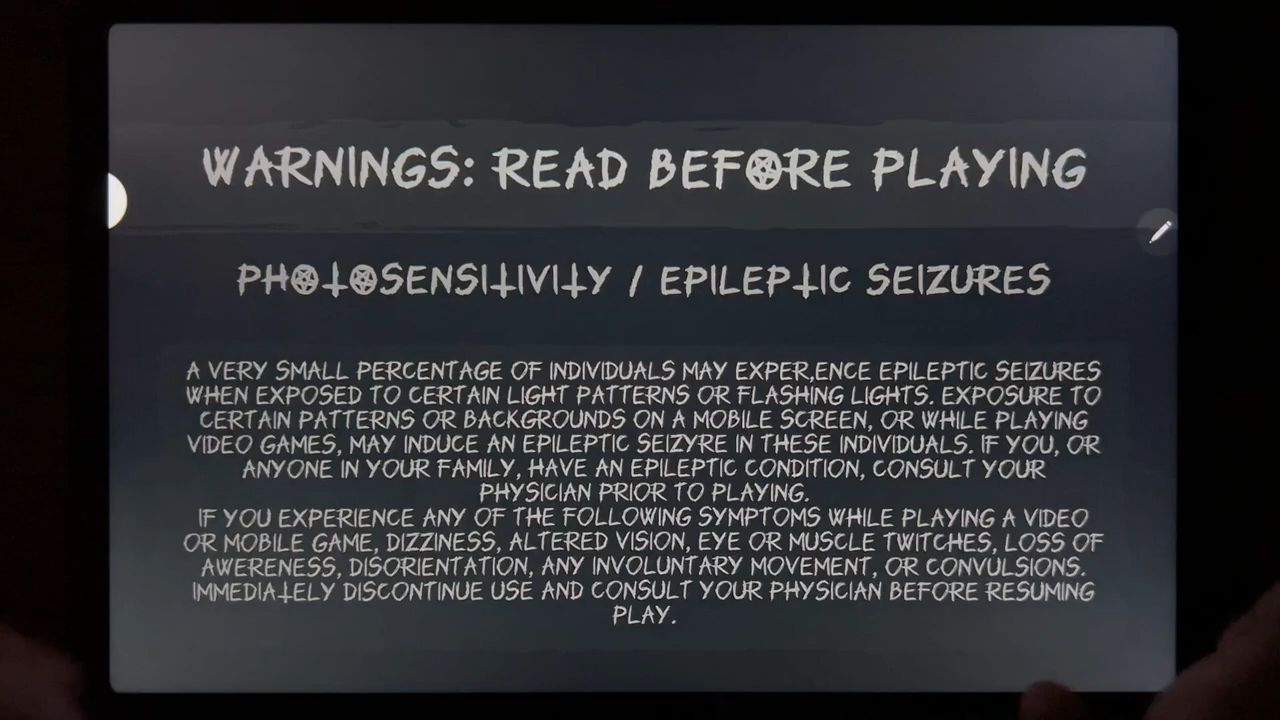 WARNINGS: READ BEFORE PLAYING
PHOTOSENSITIVITY / EPILEPTIC SEIZURES
A VERY SMALL PERCENTAGE OF INDIVIDUALS MAY EXPER,ENCE EPILEPTIC SEIZURES
WHEN EXPOSED TO CERTAIN LIGHT PATTERNS OR FLASHING LIGHTS. EXPOSURE TO
CERTAIN PATTERNS OR BACKGROUNDS ON A MOBILE SCREEN, OR WHILE PLAYING
VIDEO GAMES, MAY INDUCE AN EPILEPTIC SEIZYRE IN THESE INDIVIDUALS. IF YOU, OR
ANYONE IN YOUR FAMILY, HAVE AN EPILEPTIC CONDITION, CONSULT YOUR
PHYSICIAN PRIOR TO PLAYING.
IF YOU EXPERIENCE ANY OF THE FOLLOWING SYMPTOMS WHILE PLAYING A VIDEO
OR MOBILE GAME, DIZZINESS, ALTERED VISION, EYE OR MUSCLE TWITCHES, LOSS OF
AWERENESS, DISORIENTATION, ANY INVOLUNTARY MOVEMENT, OR CONVULSIONS.
IMMEDIATELY DISCONTINUE USE AND CONSULT YOUR PHYSICIAN BEFORE RESUMING
PLAY.